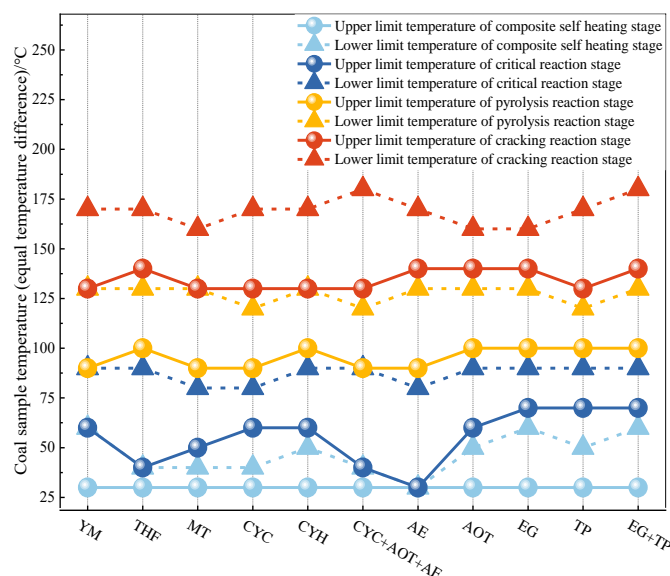 Upper limit temperature of composite self heating stage
Lower limit temperature of composite self heating stage
Upper limit temperature of critical reaction stage
Lower limit temperature of critical reaction stage
Upper limit temperature of pyrolysis reaction stage
Lower limit temperature of pyrolysis reaction stage
Upper limit temperature of cracking reaction stage
Lower limit temperature of cracking reaction stage
Coal sample temperature (equal temperature difference)/°C
250
225
200
175
150
125
100
75
50
25
YM
THF
MT
CYC
CYH
CYC+AOT+AE
AE
AOT
EG
TP
EG+TP